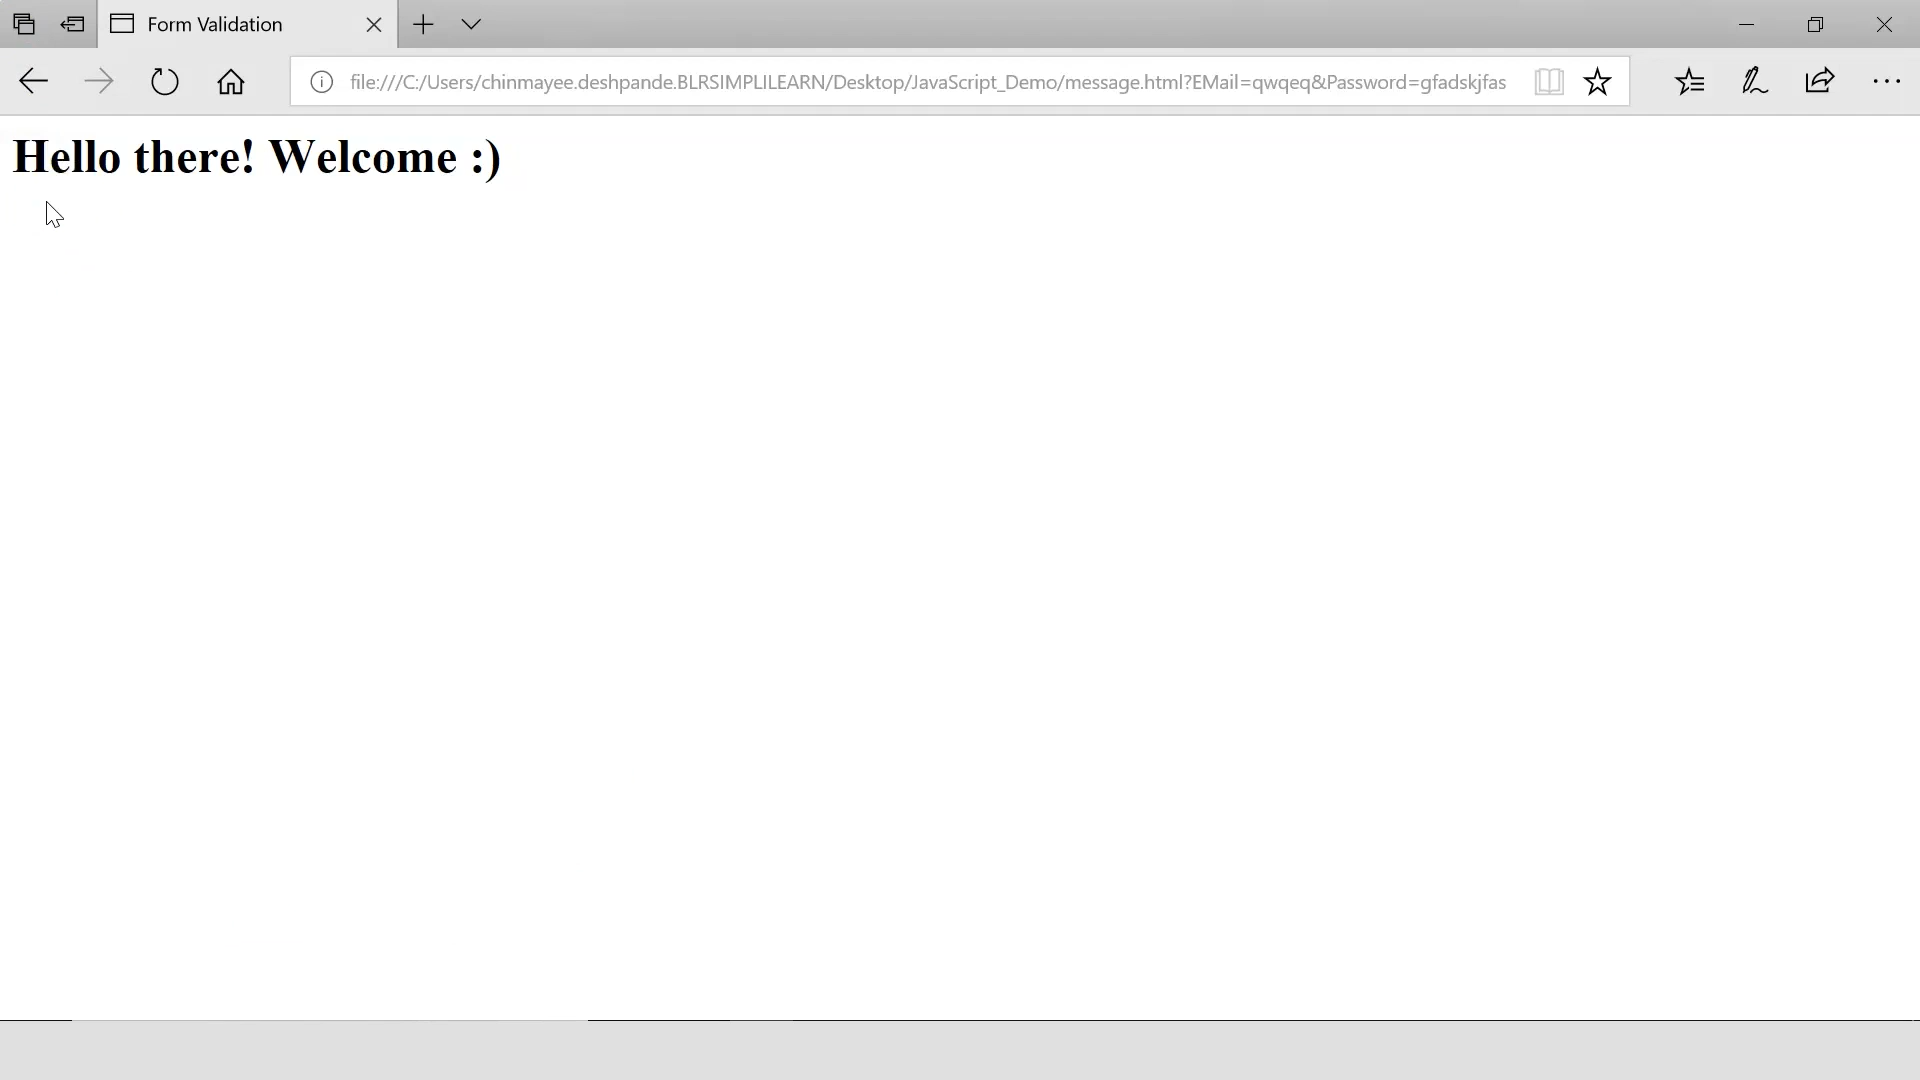 Form Validation
file:///C:/Users/chinmayee.deshpande.BLRSIMPLILEARN/Desktop/JavaScript_Demo/message.html?EMail=qwqeq&Password=gfadskjfas
Hello there! Welcome :)